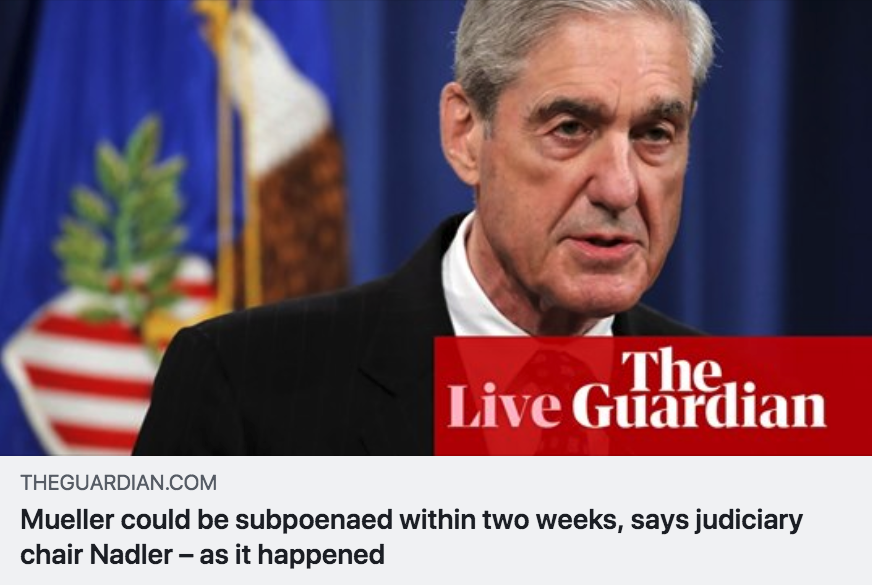 The
Live Guardian
THEGUARDIAN.COM
Mueller could be subpoenaed within two weeks, says judiciary
chair Nadler – as it happened